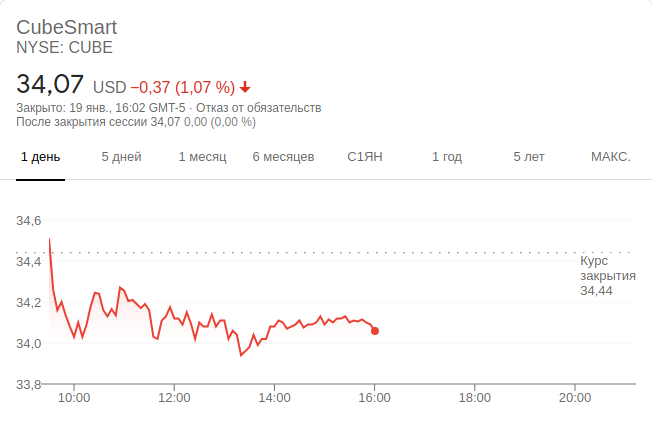 CubeSmart
NYSE: CUBE
34,07 USD −0,37 (1,07 %)
Закрыто: 19 янв., 16:02 GMT-5 · Отказ от обязательств
После закрытия сессии 34,07 0,00 (0,00 %)
1 день 5 дней 1 месяц 6 месяцев С1ЯН 1 год 5 лет МАКС.
34,6
34,4
Курс
закрытия
34,44
34,2
34,0
33,8
10:00 12:00 14:00 16:00 18:00 20:00